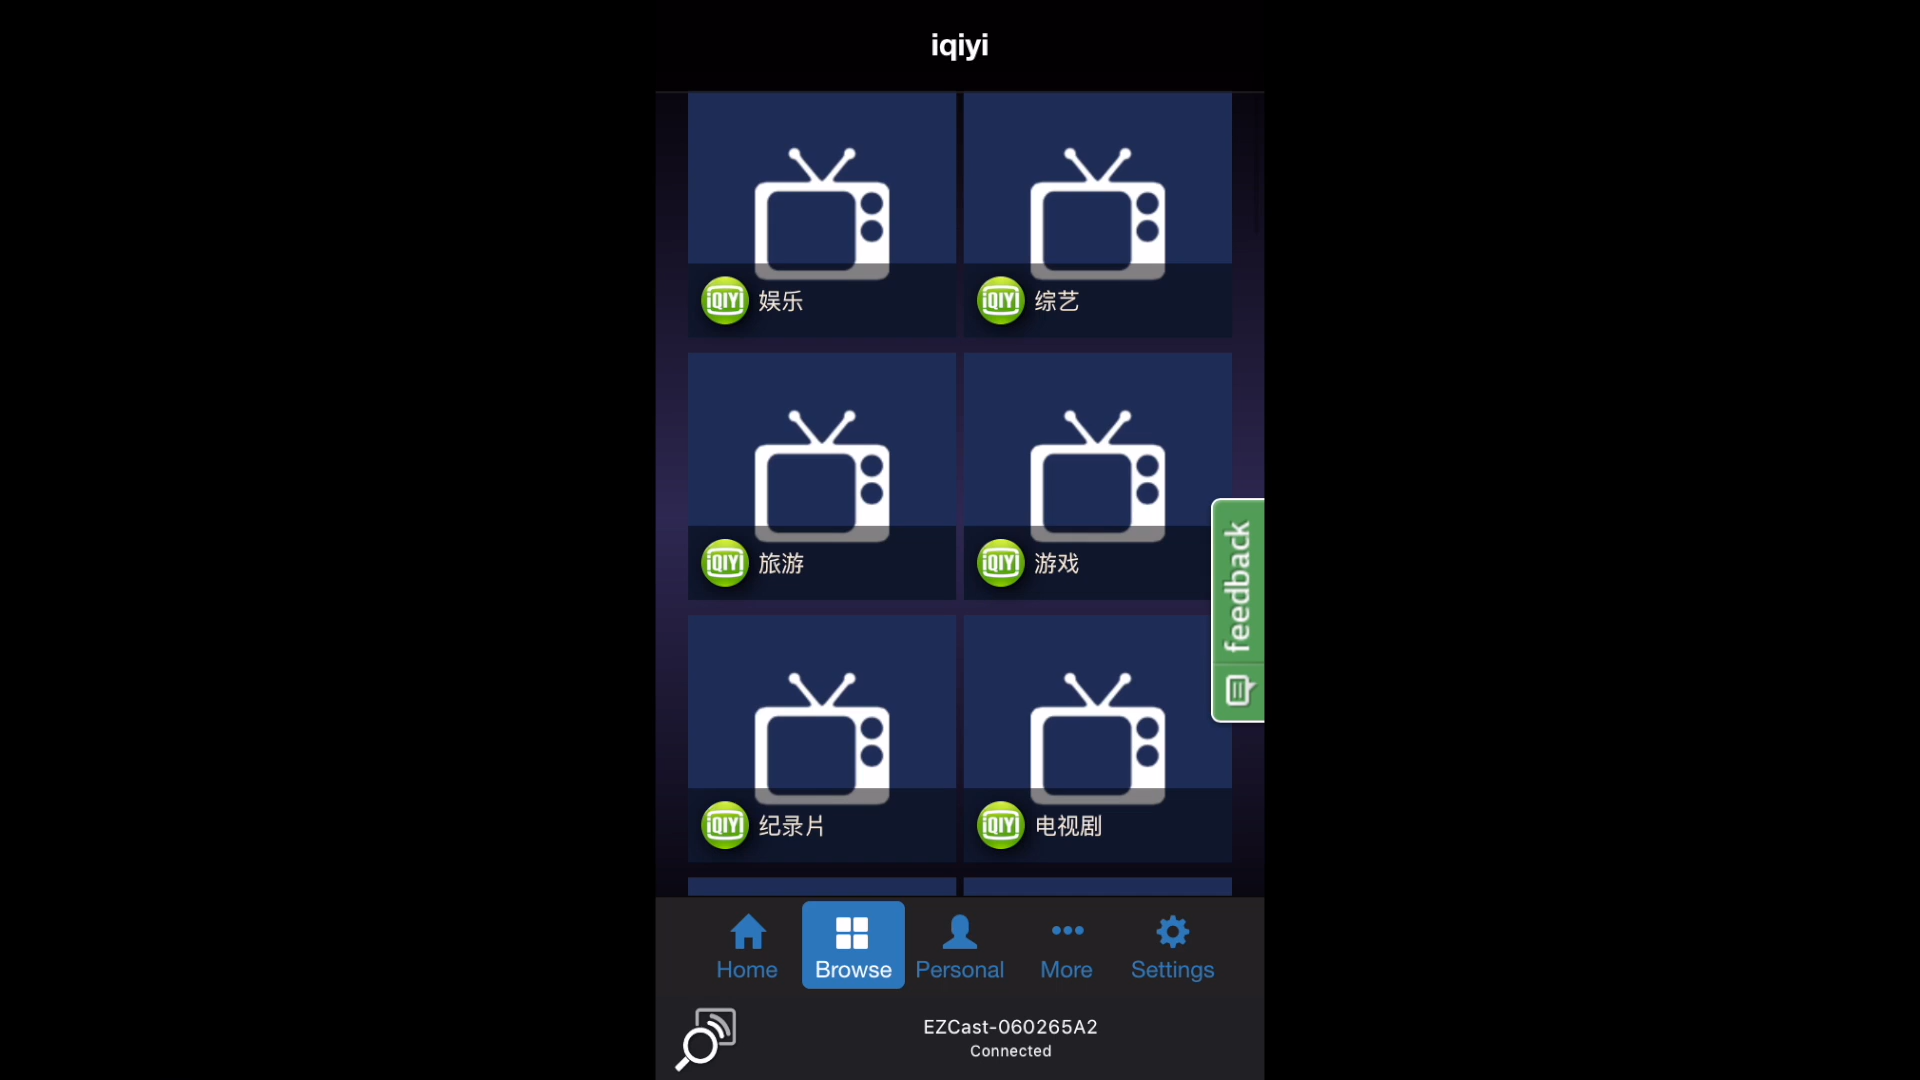 iqiyi
iQIYI 娱乐
iQIYI 综艺
iQIYI 旅游
iQIYI 游戏
feedback
iQIYI 纪录片
iQIYI 电视剧
Home
Browse
Personal
More
Settings
EZCast-060265A2
Connected